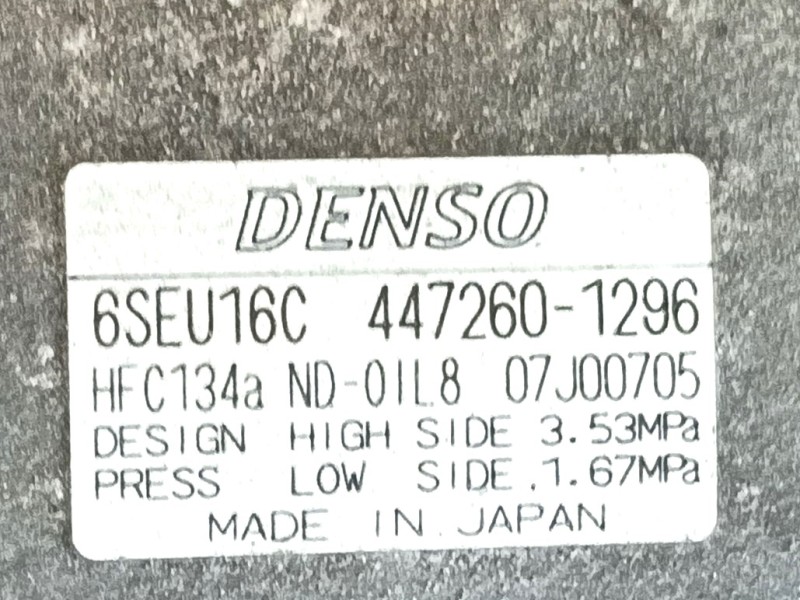 DENSO
6SEU16C 447260-1296
HFC134a ND-OIL8 07J00705
DESIGN HIGH SIDE 3.53MPa
PRESS LOW SIDE 1.67MPa
MADE IN JAPAN